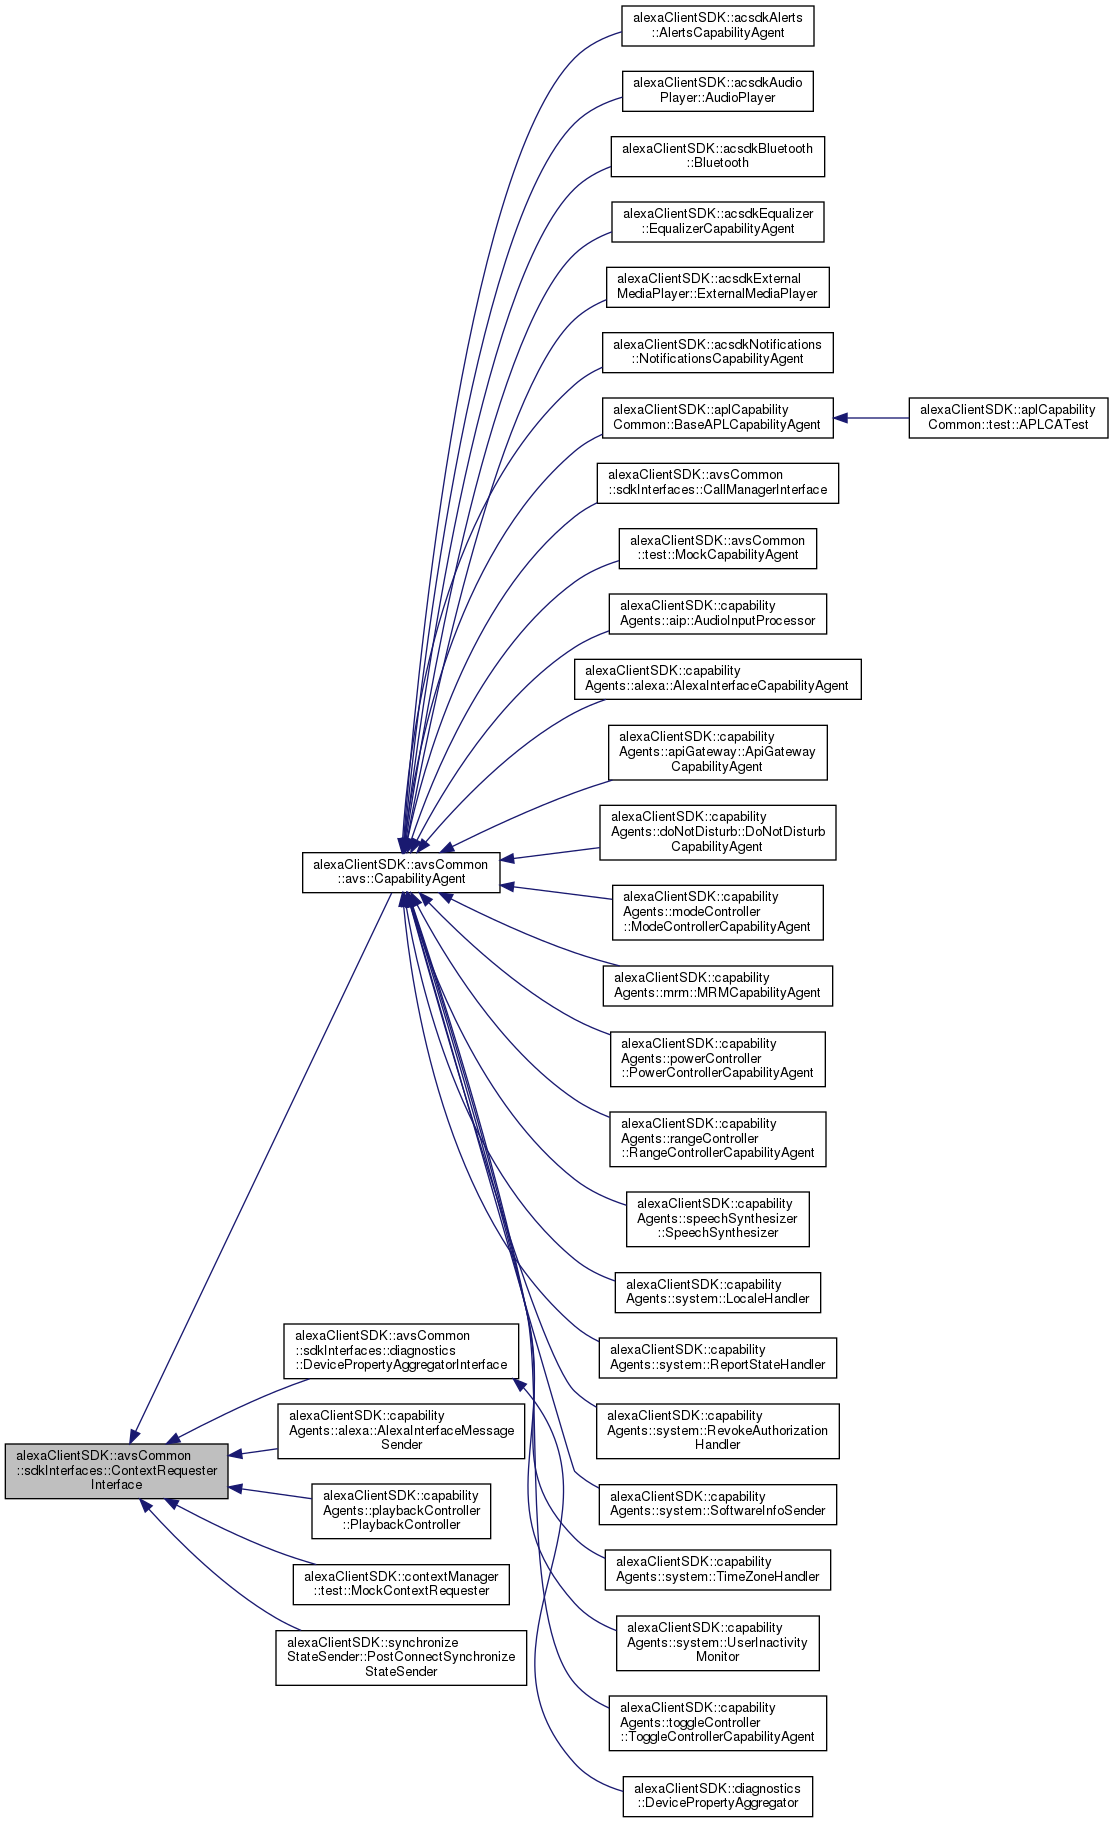 alexaClientSDK::acsdkAlerts
::AlertsCapabilityAgent
alexaClientSDK::acsdkAudio
Player::AudioPlayer
alexaClientSDK::acsdkBluetooth
::Bluetooth
alexaClientSDK::acsdkEqualizer
::EqualizerCapabilityAgent
alexaClientSDK::acsdkExternal
MediaPlayer::ExternalMediaPlayer
alexaClientSDK::acsdkNotifications
::NotificationsCapabilityAgent
alexaClientSDK::aplCapability
Common::BaseAPLCapabilityAgent
alexaClientSDK::aplCapability
Common::test::APLCATest
alexaClientSDK::avsCommon
::sdkInterfaces::CallManagerInterface
alexaClientSDK::avsCommon
::test::MockCapabilityAgent
alexaClientSDK::capability
Agents::aip::AudioInputProcessor
alexaClientSDK::capability
Agents::alexa::AlexaInterfaceCapabilityAgent
alexaClientSDK::capability
Agents::apiGateway::ApiGateway
CapabilityAgent
alexaClientSDK::capability
Agents::doNotDisturb::DoNotDisturb
CapabilityAgent
alexaClientSDK::avsCommon
::avs::CapabilityAgent
alexaClientSDK::capability
Agents::modeController
::ModeControllerCapabilityAgent
alexaClientSDK::capability
Agents::mrm::MRMCapabilityAgent
alexaClientSDK::capability
Agents::powerController
::PowerControllerCapabilityAgent
alexaClientSDK::capability
Agents::rangeController
::RangeControllerCapabilityAgent
alexaClientSDK::capability
Agents::speechSynthesizer
::SpeechSynthesizer
alexaClientSDK::capability
Agents::system::LocaleHandler
alexaClientSDK::avsCommon
::sdkInterfaces::diagnostics
::DevicePropertyAggregatorInterface
alexaClientSDK::capability
Agents::system::ReportStateHandler
alexaClientSDK::capability
Agents::alexa::AlexaInterfaceMessage
Sender
alexaClientSDK::capability
Agents::system::RevokeAuthorization
Handler
alexaClientSDK::avsCommon
::sdkInterfaces::ContextRequester
Interface
alexaClientSDK::capability
Agents::playbackController
::PlaybackController
alexaClientSDK::capability
Agents::system::SoftwareInfoSender
alexaClientSDK::contextManager
::test::MockContextRequester
alexaClientSDK::capability
Agents::system::TimeZoneHandler
alexaClientSDK::synchronize
StateSender::PostConnectSynchronize
StateSender
alexaClientSDK::capability
Agents::system::UserInactivity
Monitor
alexaClientSDK::capability
Agents::toggleController
::ToggleControllerCapabilityAgent
alexaClientSDK::diagnostics
::DevicePropertyAggregator